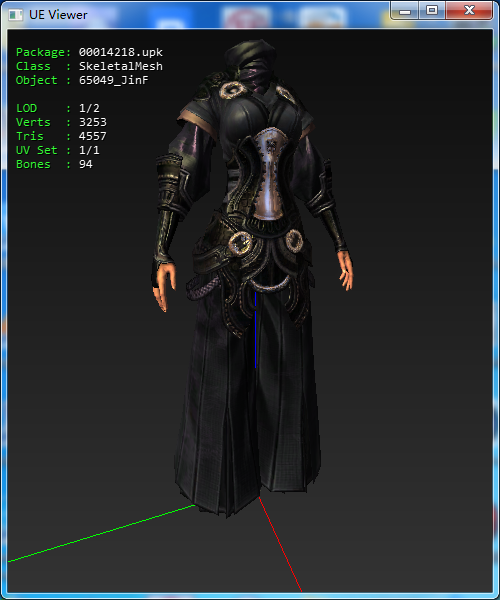 UE Viewer
Package: 00014218.upk
Class : SkeletalMesh
Object : 65049_JinF
LOD : 1/2
Verts : 3253
Tris : 4557
UV Set : 1/1
Bones : 94